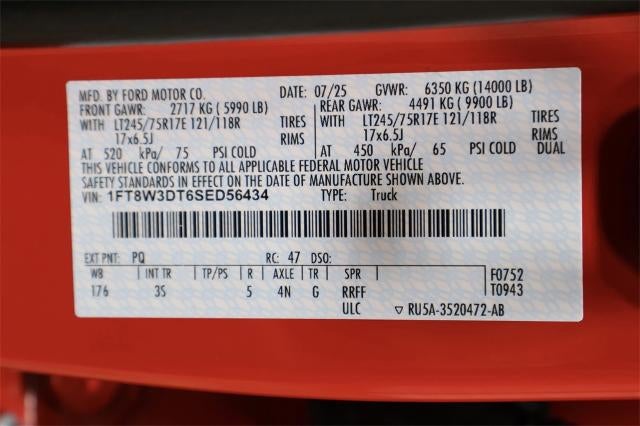 MFD. BY FORD MOTOR CO. DATE: 07/25 GVWR: 6350 KG (14000 LB)
FRONT GAWR: 2717 KG (5990 LB) REAR GAWR: 4491 KG (9900 LB)
WITH LT245/75R17E 121/118R TIRES WITH LT245/75R17E 121/118R TIRES
17x6.5J RIMS 17x6.5J RIMS
AT 520 kPa/ 75 PSI COLD AT 450 kPa/ 65 PSI COLD DUAL
THIS VEHICLE CONFORMS TO ALL APPLICABLE FEDERAL MOTOR VEHICLE
SAFETY STANDARDS IN EFFECT ON THE DATE OF MANUFACTURE SHOWN ABOVE.
VIN: 1FT8W3DT6SED56434 TYPE: Truck
EXT PNT: PQ RC: 47 DSO:
WB INT TR TP/PS R AXLE TR SPR F0752
176 3S 5 4N G RRFF T0943
ULC ▽ RU5A-3520472-AB